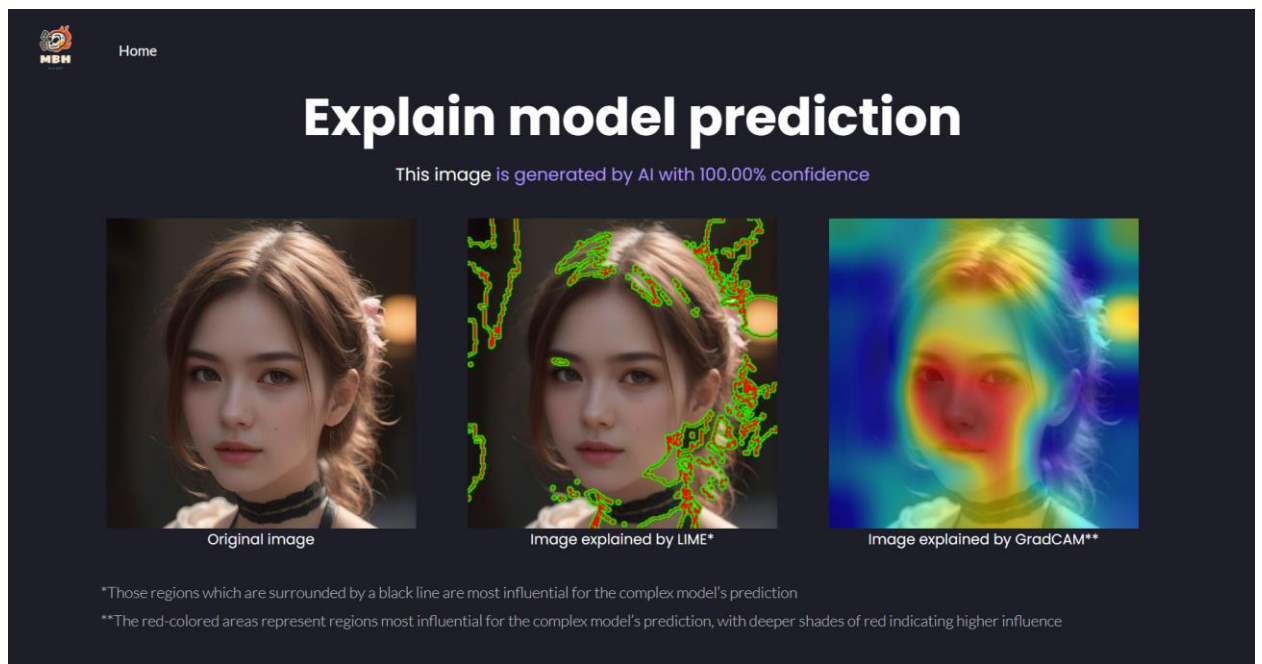 MBH
Home
Explain model prediction
This image is generated by AI with 100.00% confidence
Original image
Image explained by LIME*
Image explained by GradCAM**
*Those regions which are surrounded by a black line are most influential for the complex model's prediction
**The red-colored areas represent regions most influential for the complex model's prediction, with deeper shades of red indicating higher influence